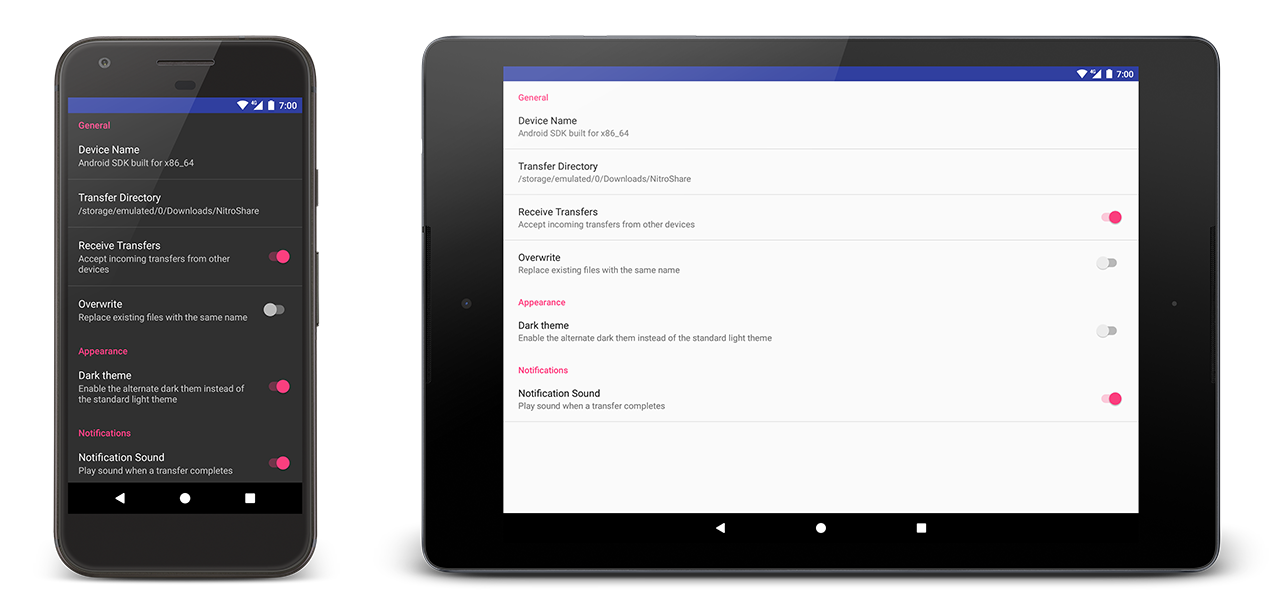 4G 7:00
General
Device Name
Android SDK built for x86_64
Transfer Directory
/storage/emulated/0/Downloads/NitroShare
Receive Transfers
Accept incoming transfers from other
devices
Overwrite
Replace existing files with the same name
Appearance
Dark theme
Enable the alternate dark them instead of
the standard light theme
Notifications
Notification Sound
Play sound when a transfer completes
4G 7:00
General
Device Name
Android SDK built for x86_64
Transfer Directory
/storage/emulated/0/Downloads/NitroShare
Receive Transfers
Accept incoming transfers from other devices
Overwrite
Replace existing files with the same name
Appearance
Dark theme
Enable the alternate dark them instead of the standard light theme
Notifications
Notification Sound
Play sound when a transfer completes